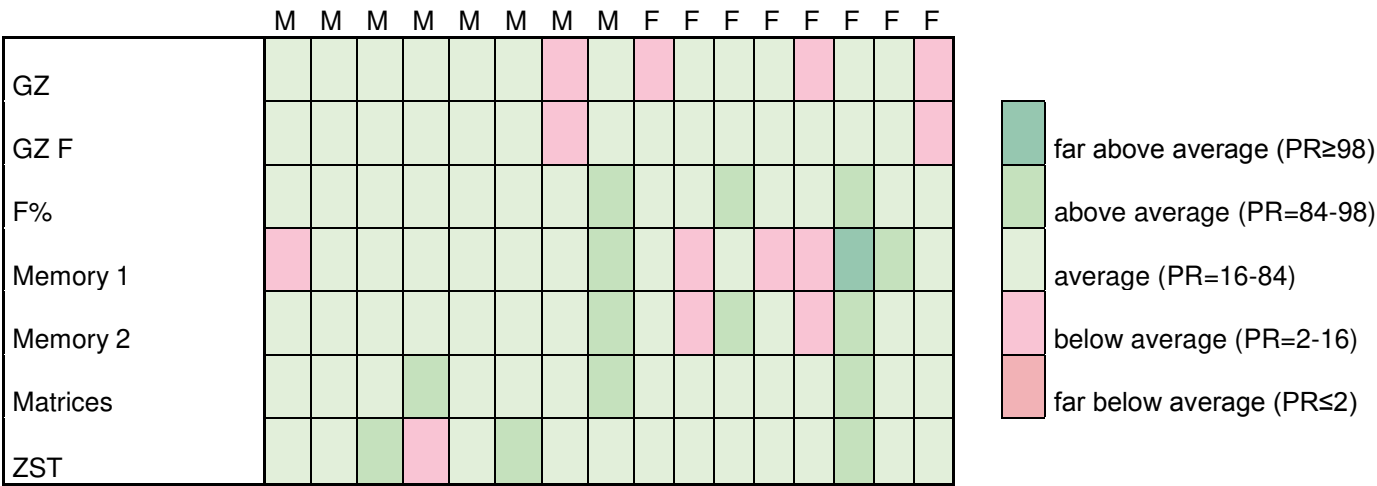 M M M M M M M M F F F F F F F
GZ
GZ F
far above average (PR≥98)
F%
above average (PR=84-98)
Memory 1
average (PR=16-84)
Memory 2
below average (PR=2-16)
Matrices
far below average (PR≤2)
ZST